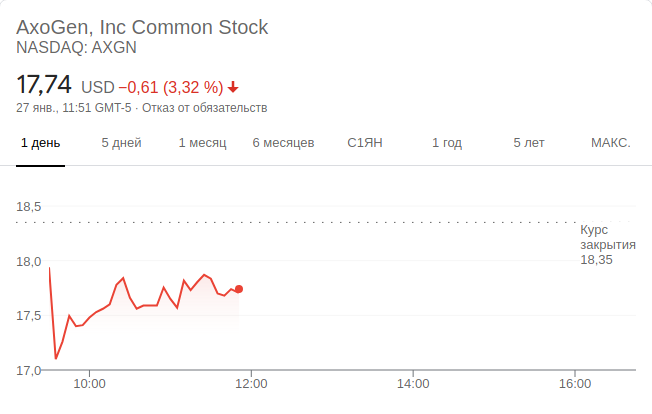 AxoGen, Inc Common Stock
NASDAQ: AXGN
17,74 USD −0,61 (3,32 %)
27 янв., 11:51 GMT-5 · Отказ от обязательств
1 день 5 дней 1 месяц 6 месяцев С1ЯН 1 год 5 лет МАКС.
18,5
Курс
закрытия
18,35
18,0
17,5
17,0
10:00 12:00 14:00 16:00